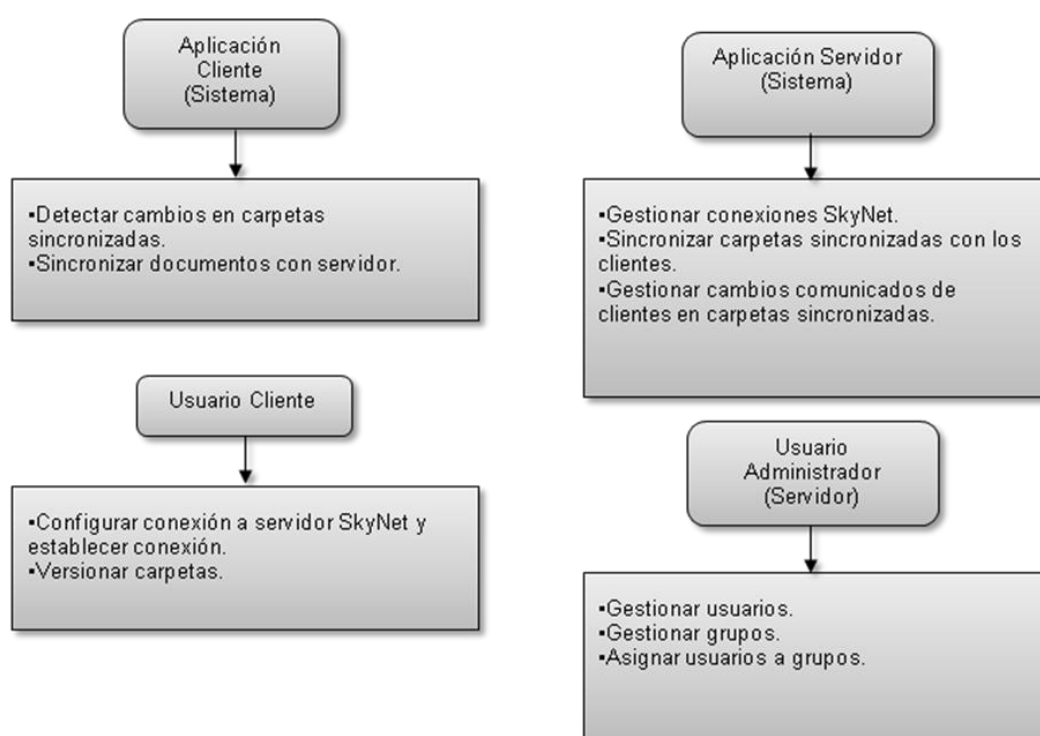 Aplicación
Cliente
(Sistema)
▪Detectar cambios en carpetas
sincronizadas.
▪Sincronizar documentos con servidor.
Usuario Cliente
▪Configurar conexión a servidor SkyNet y
establecer conexión.
▪Versionar carpetas.
Aplicación Servidor
(Sistema)
▪Gestionar conexiones SkyNet.
▪Sincronizar carpetas sincronizadas con los
clientes.
▪Gestionar cambios comunicados de
clientes en carpetas sincronizadas.
Usuario
Administrador
(Servidor)
▪Gestionar usuarios.
▪Gestionar grupos.
▪Asignar usuarios a grupos.